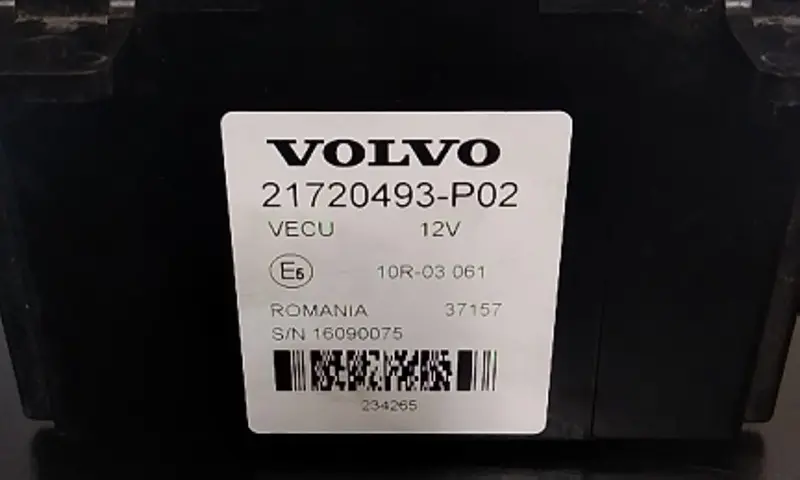 VOLVO
21720493-P02
VECU 12V
E6 10R-03 061
ROMANIA 37157
S/N 16090075
234265